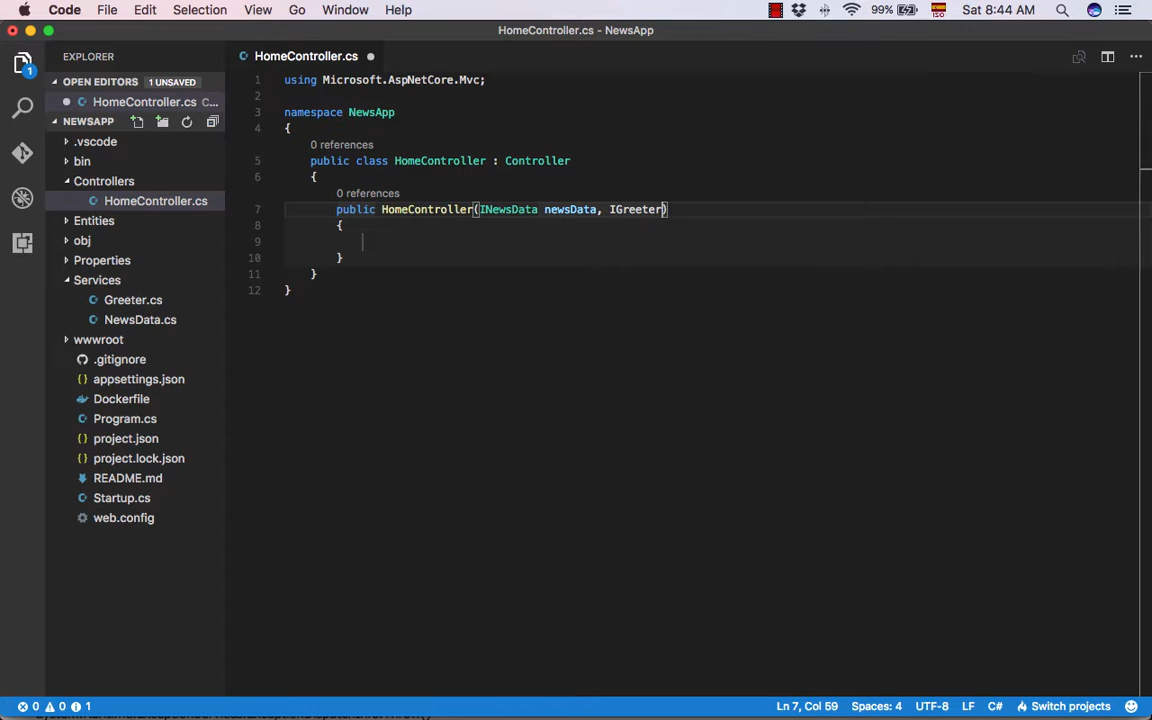 Code File Edit Selection View Go Window Help 99% ISO Sat 8:44 AM
HomeController.cs - NewsApp
EXPLORER
HomeController.cs
OPEN EDITORS 1 UNSAVED
HomeController.cs C...
NEWSAPP
.vscode
bin
Controllers
HomeController.cs
Entities
obj
Properties
Services
Greeter.cs
NewsData.cs
wwwroot
.gitignore
appsettings.json
Dockerfile
Program.cs
project.json
project.lock.json
README.md
Startup.cs
web.config
1 using Microsoft.AspNetCore.Mvc;
2
3 namespace NewsApp
4 {
0 references
5 public class HomeController : Controller
6 {
0 references
7 public HomeController(INewsData newsData, IGreeter)
8 {
9
10 }
11 }
12 }
0 0 1 Ln 7, Col 59 Spaces: 4 UTF-8 LF C# Switch projects